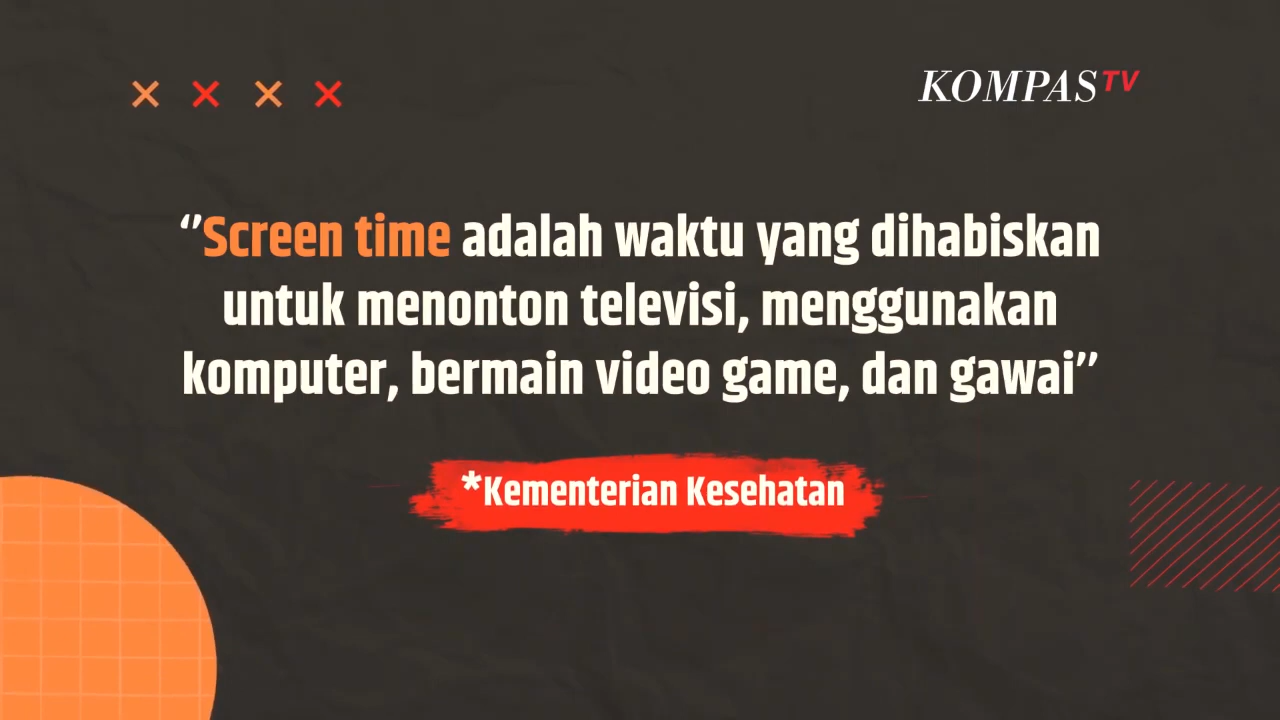 KOMPASTV
‘’Screen time adalah waktu yang dihabiskan
untuk menonton televisi, menggunakan
komputer, bermain video game, dan gawai’’
*Kementerian Kesehatan